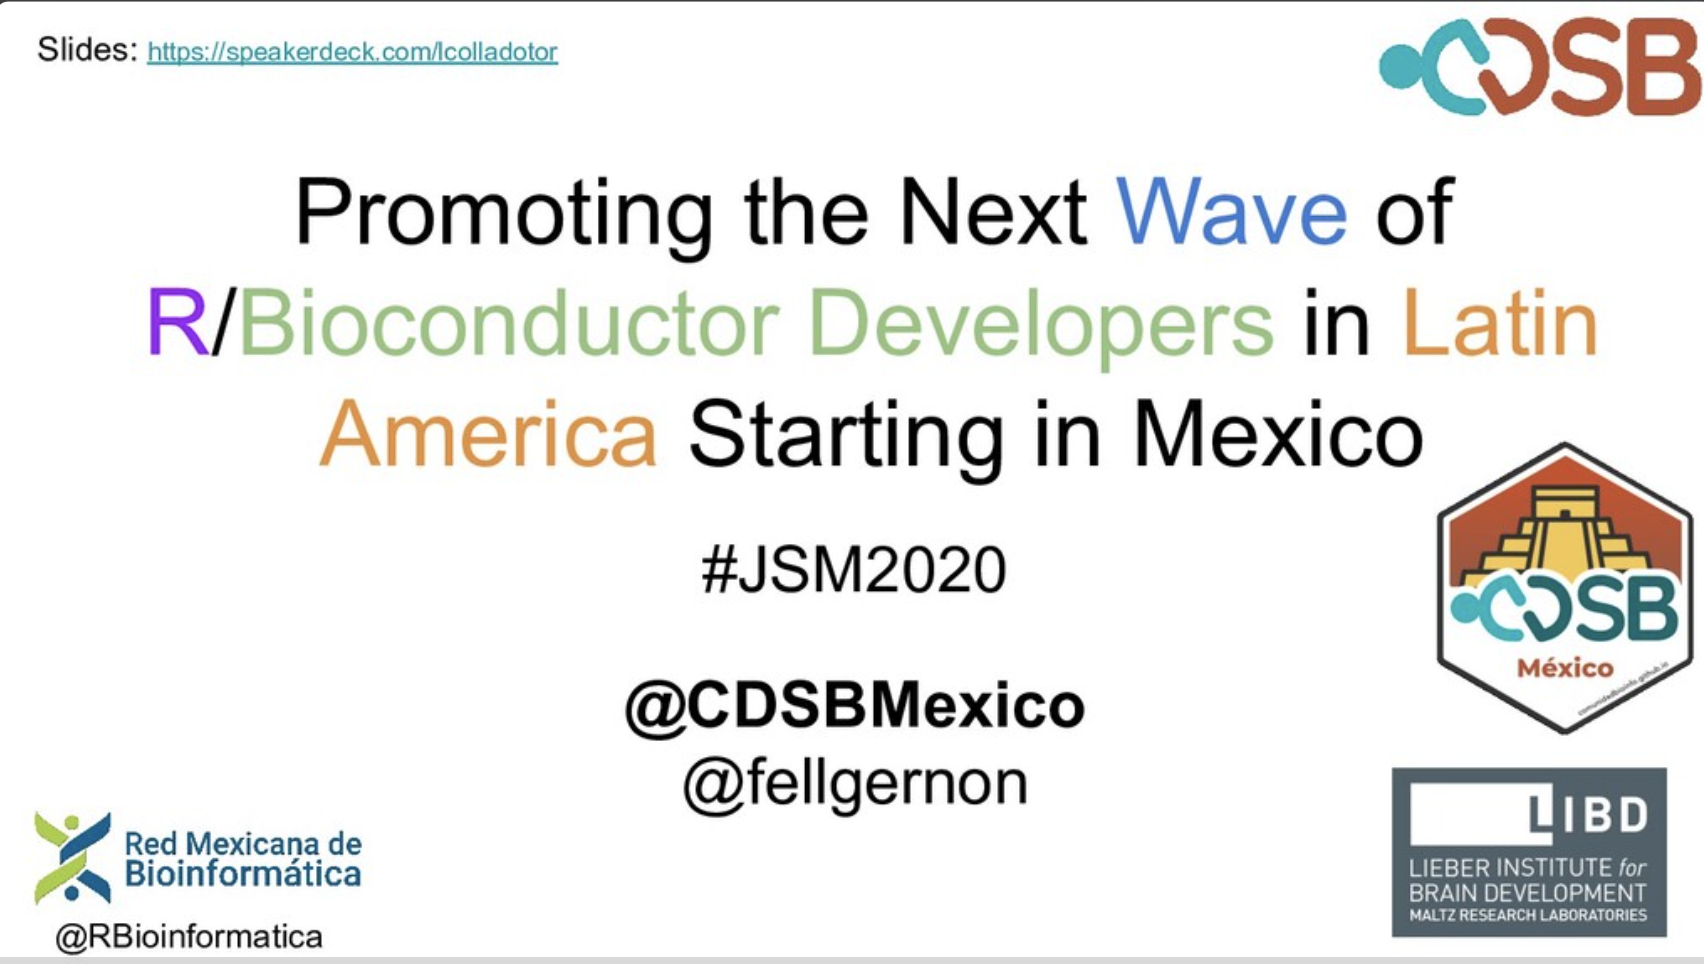 Slides: https://speakerdeck.com/lcolladotor
CDSB
Promoting the Next Wave of
R/Bioconductor Developers in Latin
America Starting in Mexico
#JSM2020
@CDSBMexico
@fellgernon
CDSB
México
comunidadbioinfo.github.io
Red Mexicana de
Bioinformática
@RBioinformatica
LIBD
LIEBER INSTITUTE for
BRAIN DEVELOPMENT
MALTZ RESEARCH LABORATORIES